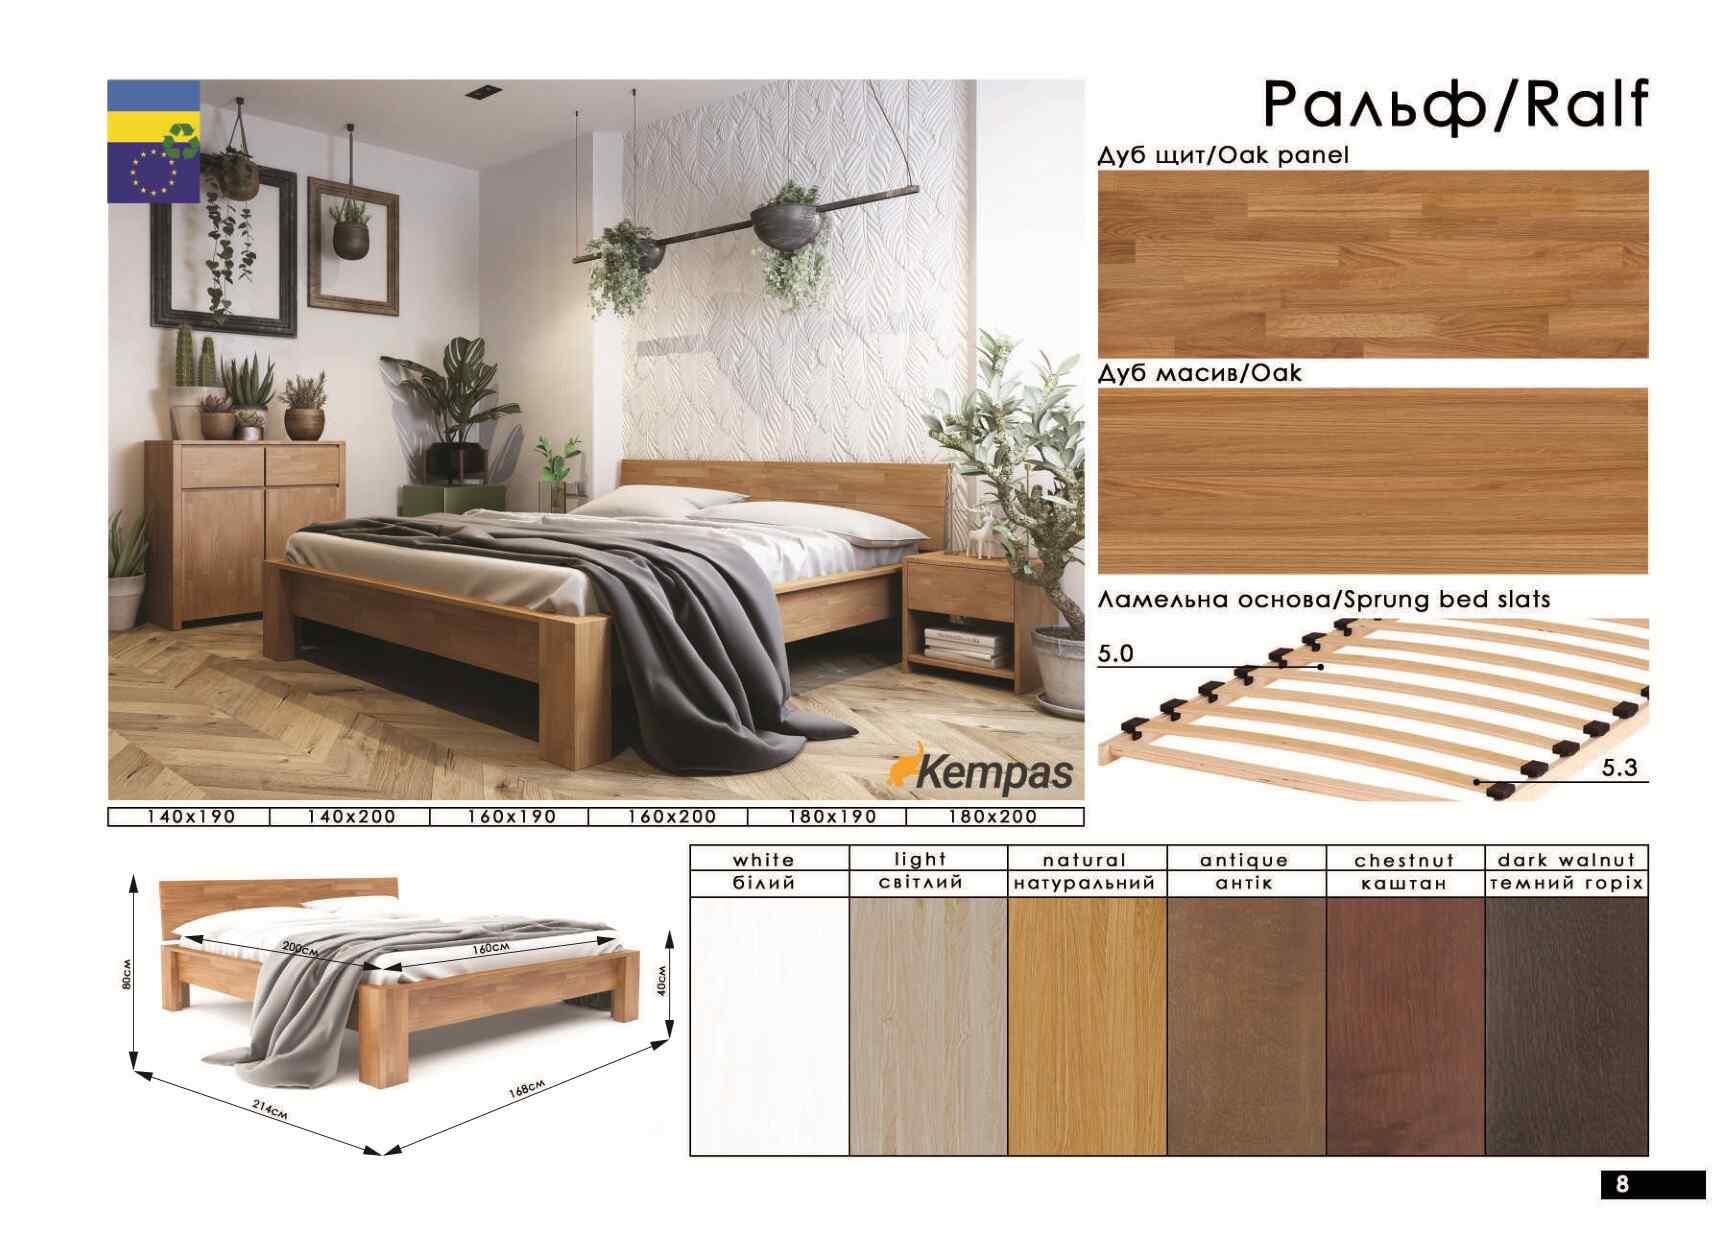 Ральф/Ralf
Дуб щит/Oak panel
Дуб масив/Oak
Ламельна основа/Sprung bed slats
5.0
5.3
Kempas
140x190 140x200 160x190 160x200 180x190 180x200
white light natural antique chestnut dark walnut
білий світлий натуральний антік каштан темний горіх
80см
200см
160см
40см
214см
168см
8